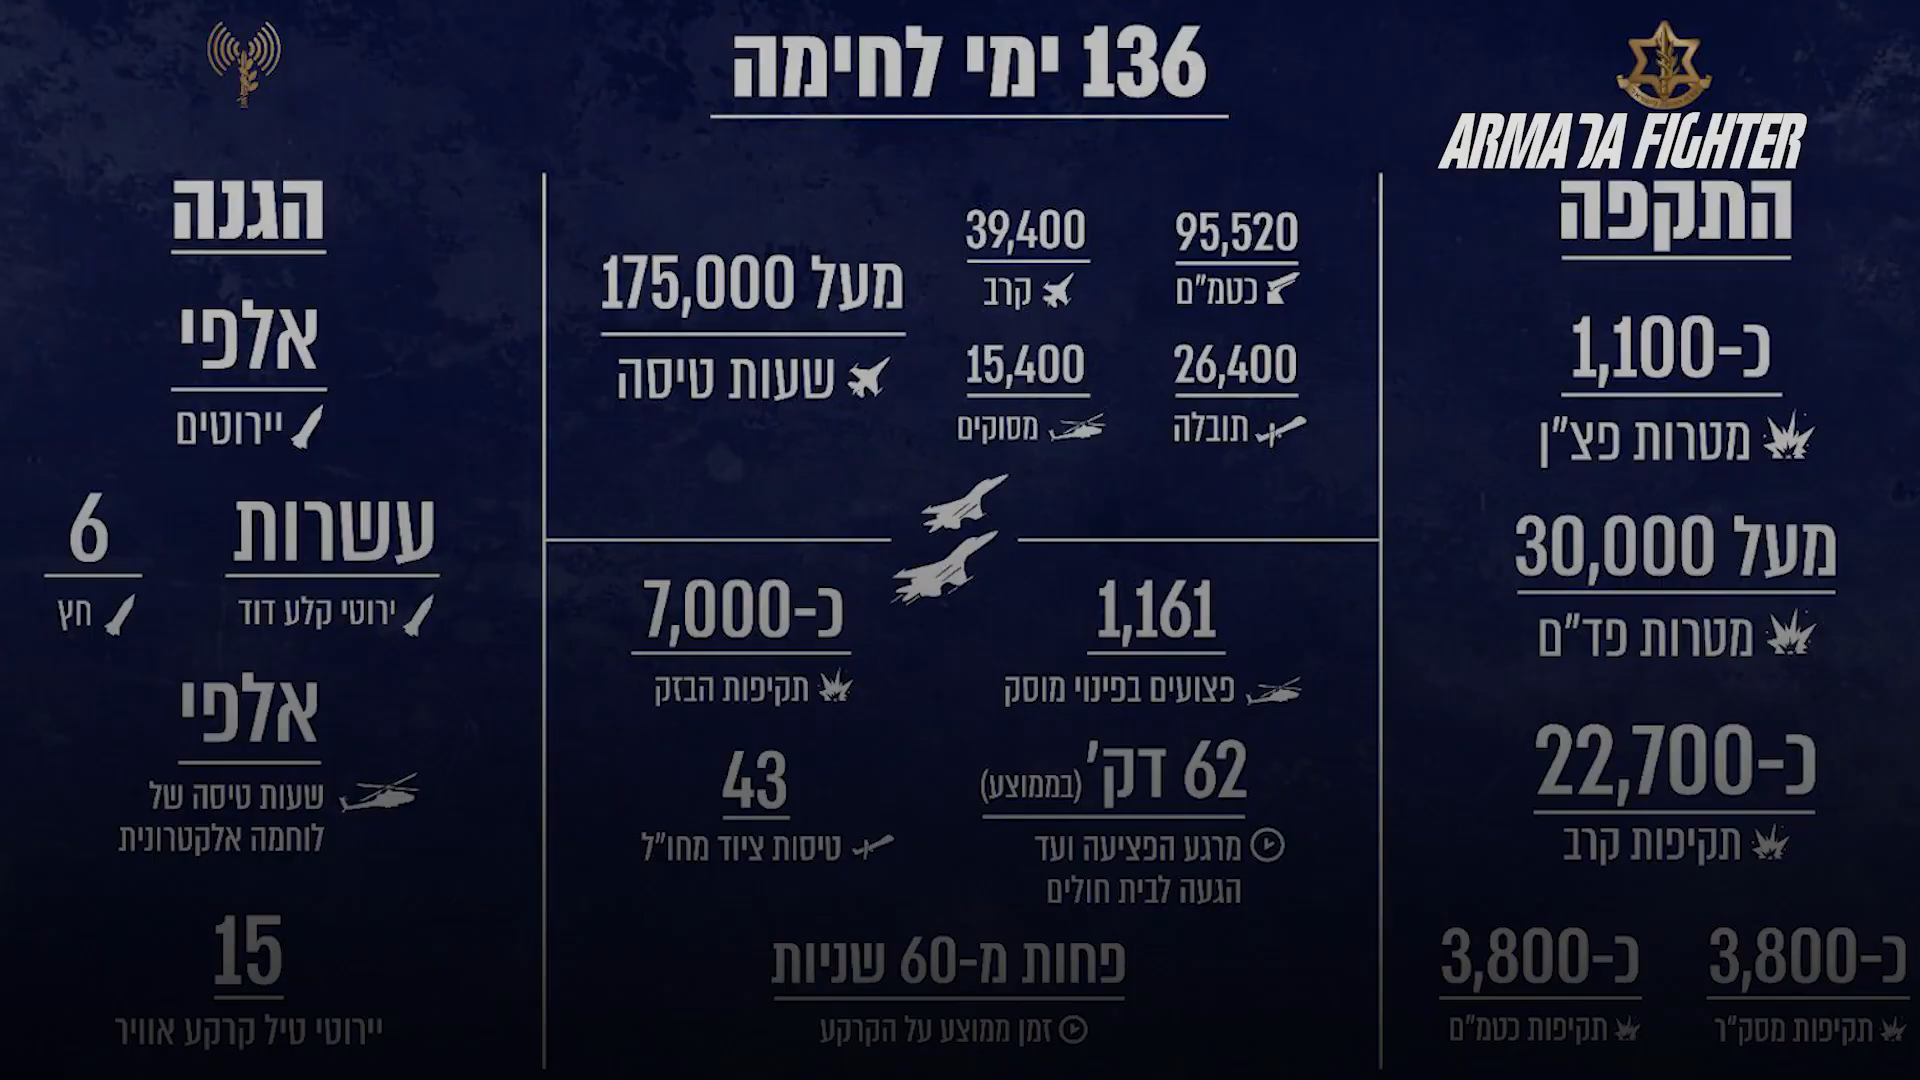 136 ימי לחימה
ARMADA FIGHTER
התקפה
כ-1,100
מטרות פצ"ן
מעל 30,000
מטרות פד"ם
כ-22,700
תקיפות קרב
כ-3,800
תקיפות מסק"ר
כ-3,800
תקיפות כטמ"ם
95,520
כטמ"ם
39,400
קרב
26,400
תובלה
15,400
מסוקים
מעל 175,000
שעות טיסה
1,161
פצועים בפינוי מוסק
כ-7,000
תקיפות הבזק
62 דק' (בממוצע)
מרגע הפציעה ועד
הגעה לבית חולים
43
טיסות ציוד מחו"ל
פחות מ-60 שניות
זמן ממוצע על הקרקע
הגנה
אלפי
יירוטים
עשרות
ירוטי קלע דוד
6
חץ
אלפי
שעות טיסה של
לוחמה אלקטרונית
15
יירוטי טיל קרקע אוויר